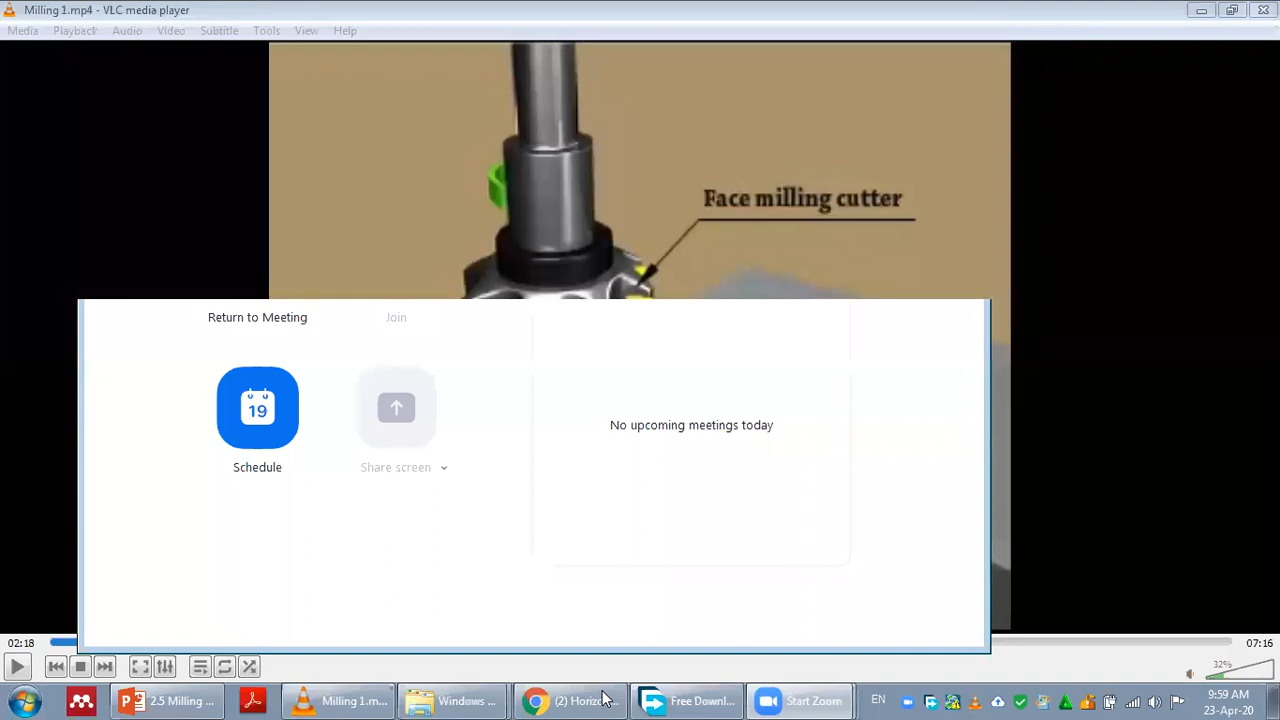 Milling 1.mp4 - VLC media player
Media Playback Audio Video Subtitle Tools View Help
Face milling cutter
Return to Meeting Join
19
No upcoming meetings today
Schedule Share screen
02:18 07:16
32%
2.5 Milling ... Milling 1.m... Windows ... (2) Horizo... Free Downl... Start Zoom EN 9:59 AM
23-Apr-20